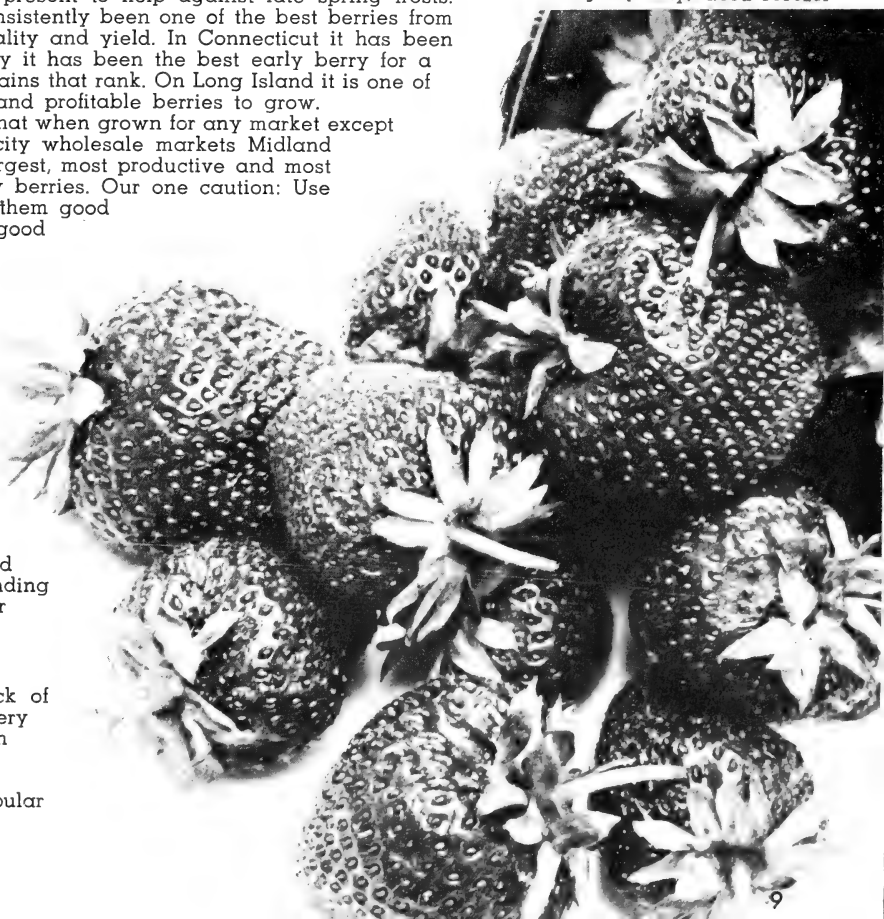 present to help against late spring frosts.
nsistently been one of the best berries from
ality and yield. In Connecticut it has been
y it has been the best early berry for a
ains that rank. On Long Island it is one of
and profitable berries to grow.
hat when grown for any market except
city wholesale markets Midland
rgest, most productive and most
y berries. Our one caution: Use
them good
good
d
nding
r
ck of
ery
n
pular
9